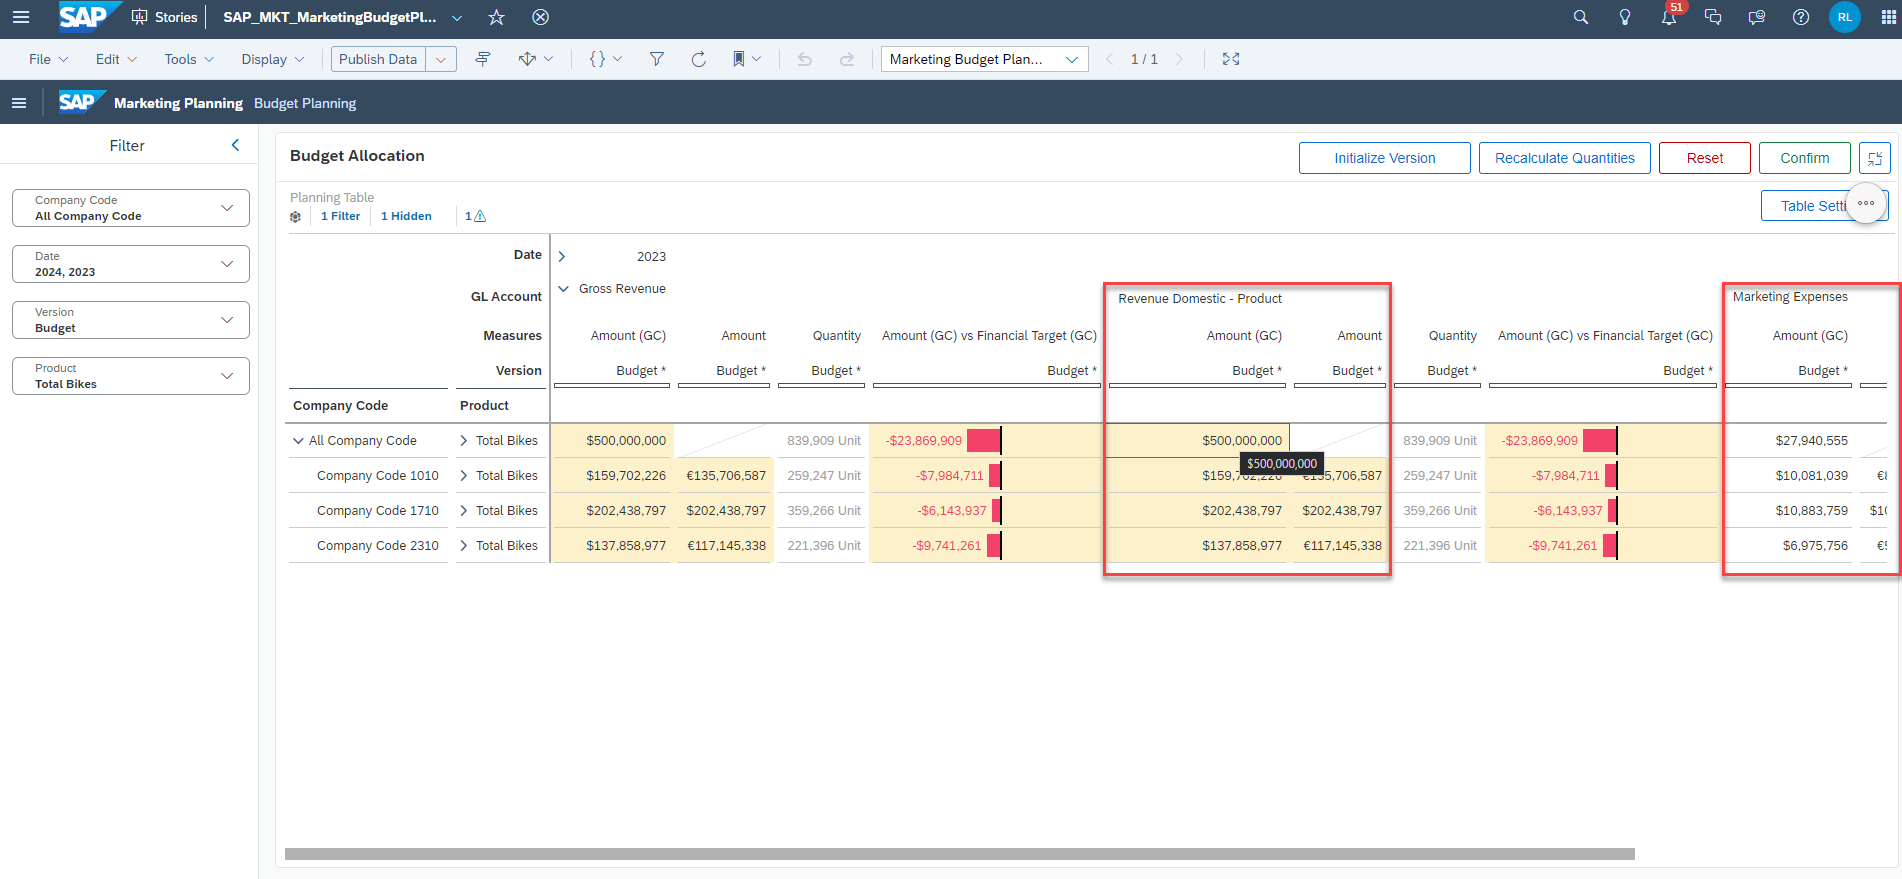 SAP Stories SAP_MKT_MarketingBudgetPl... 51 RL
File Edit Tools Display Publish Data {} Marketing Budget Plan... 1 / 1
SAP Marketing Planning Budget Planning
Filter
Company Code
All Company Code
Date
2024, 2023
Version
Budget
Product
Total Bikes
Budget Allocation Initialize Version Recalculate Quantities Reset Confirm
Planning Table
1 Filter 1 Hidden 1 Table Setti
Date 2023
GL Account Gross Revenue Revenue Domestic - Product Marketing Expenses
Measures Amount (GC) Amount Quantity Amount (GC) vs Financial Target (GC) Amount (GC) Amount Quantity Amount (GC) vs Financial Target (GC) Amount (GC)
Version Budget * Budget * Budget * Budget * Budget * Budget * Budget * Budget * Budget *
Company Code Product
All Company Code Total Bikes $500,000,000 839,909 Unit -$23,869,909 $500,000,000 839,909 Unit -$23,869,909 $27,940,555
$500,000,000
Company Code 1010 Total Bikes $159,702,226 €135,706,587 259,247 Unit -$7,984,711 $159,702,226 €135,706,587 259,247 Unit -$7,984,711 $10,081,039
Company Code 1710 Total Bikes $202,438,797 $202,438,797 359,266 Unit -$6,143,937 $202,438,797 $202,438,797 359,266 Unit -$6,143,937 $10,883,759 $10
Company Code 2310 Total Bikes $137,858,977 €117,145,338 221,396 Unit -$9,741,261 $137,858,977 €117,145,338 221,396 Unit -$9,741,261 $6,975,756